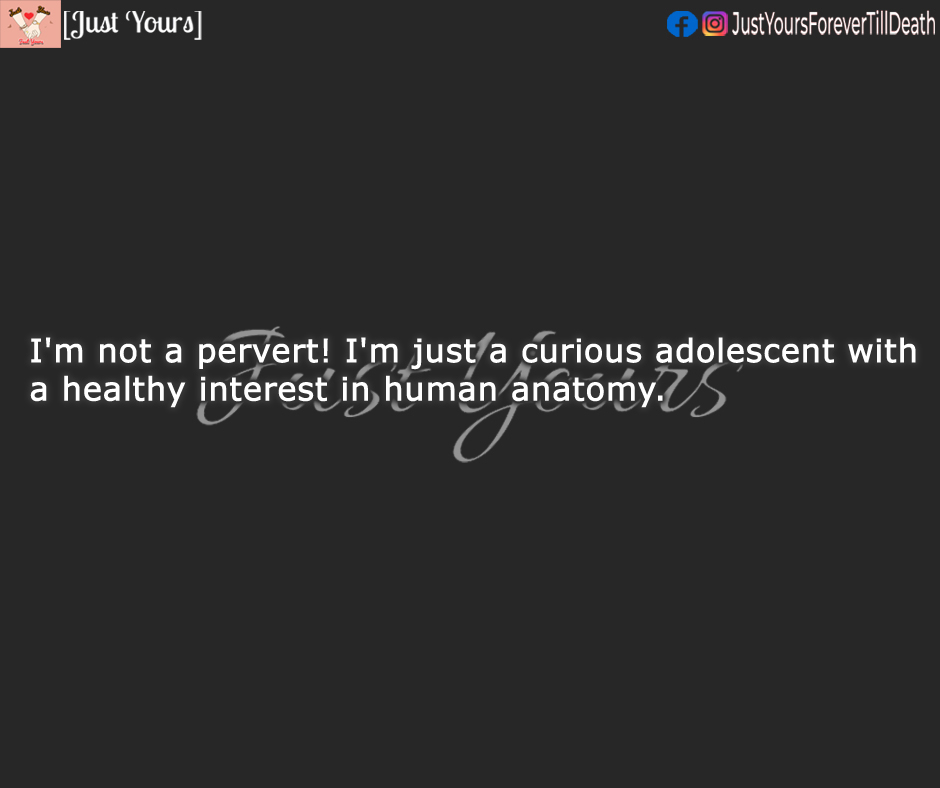 [Just Yours]
JustYoursForeverTillDeath
I'm not a pervert! I'm just a curious adolescent with
a healthy interest in human anatomy.
Just Yours